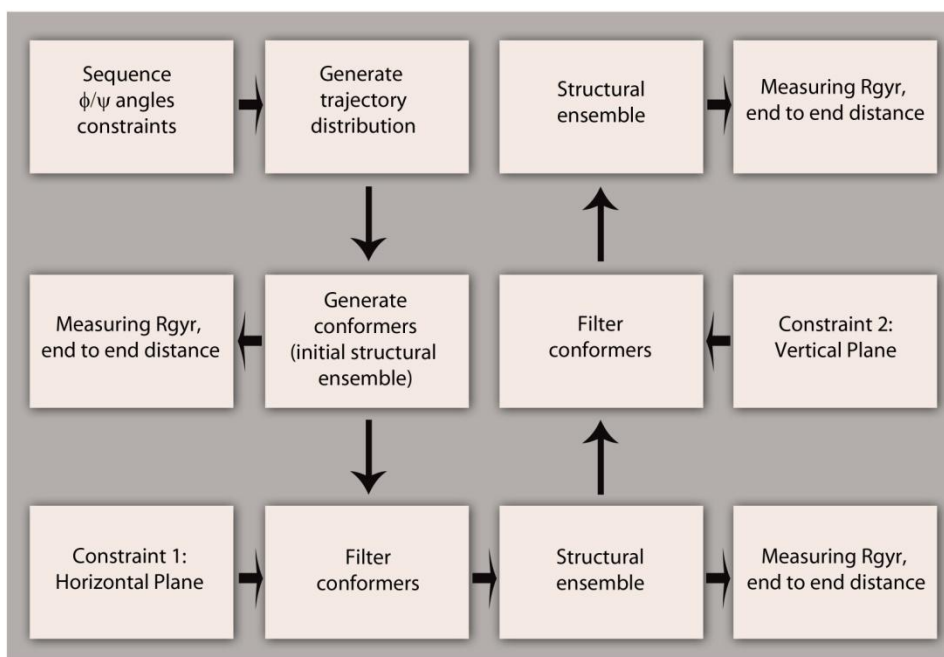 Sequence
ϕ/ψ angles
constraints
Generate
trajectory
distribution
Structural
ensemble
Measuring Rgyr,
end to end distance
Measuring Rgyr,
end to end distance
Generate
conformers
(initial structural
ensemble)
Filter
conformers
Constraint 2:
Vertical Plane
Constraint 1:
Horizontal Plane
Filter
conformers
Structural
ensemble
Measuring Rgyr,
end to end distance